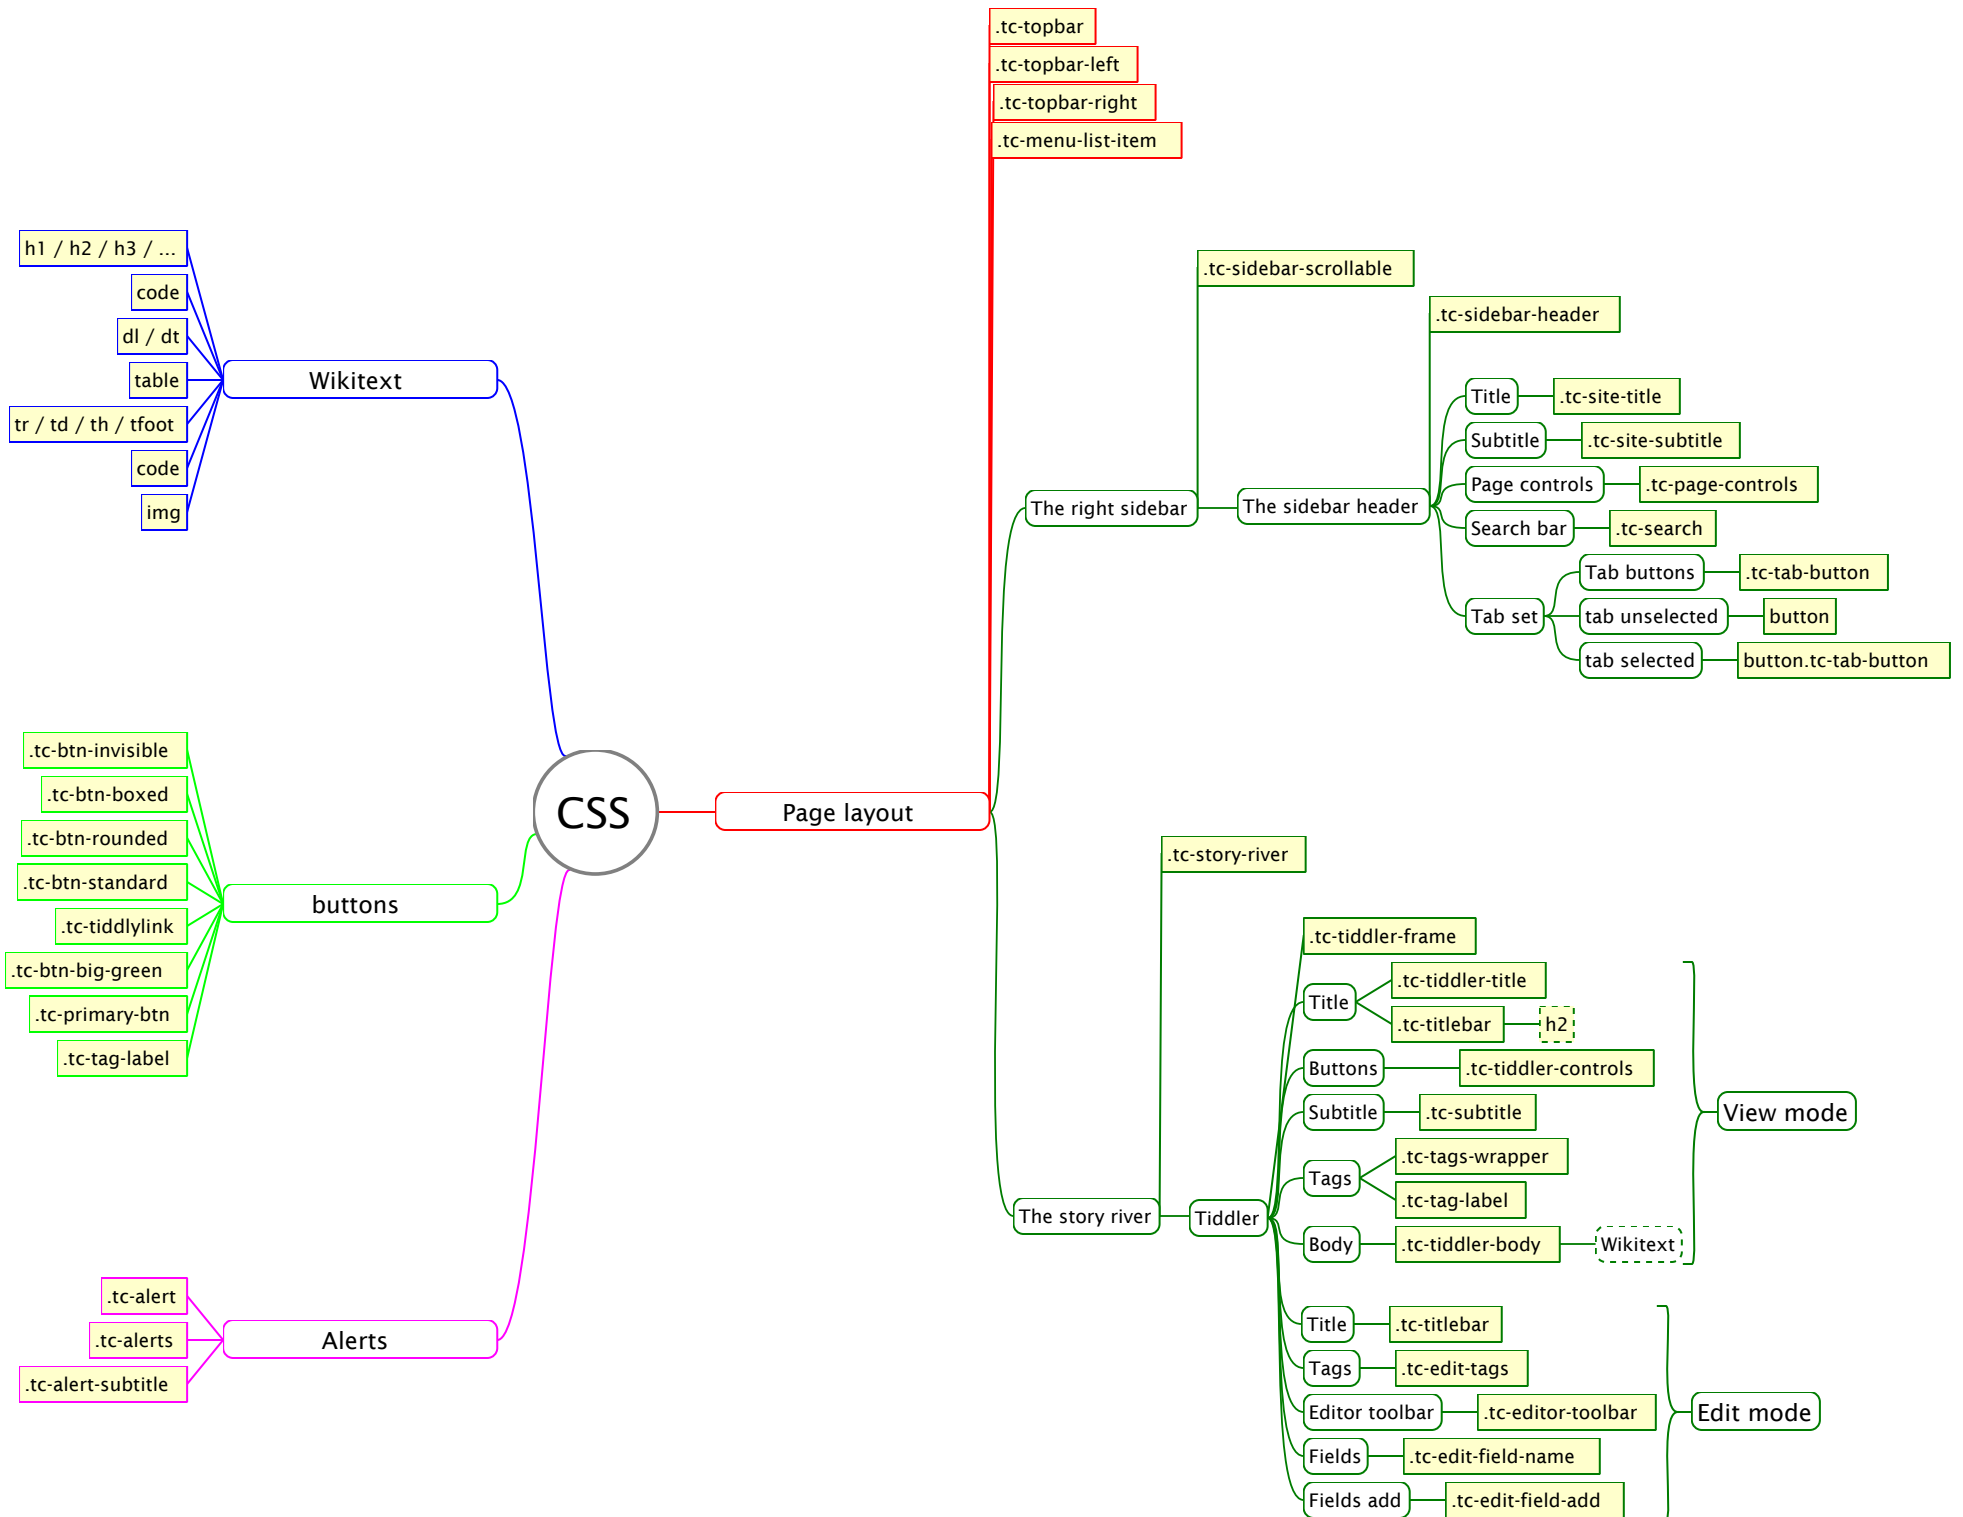 .tc-topbar
.tc-topbar-left
.tc-topbar-right
.tc-menu-list-item
h1 / h2 / h3 / ...
code
dl / dt
table
tr / td / th / tfoot
code
img
Wikitext
.tc-btn-invisible
.tc-btn-boxed
.tc-btn-rounded
.tc-btn-standard
.tc-tiddlylink
.tc-btn-big-green
.tc-primary-btn
.tc-tag-label
buttons
.tc-alert
.tc-alerts
.tc-alert-subtitle
Alerts
CSS
Page layout
.tc-sidebar-scrollable
The right sidebar
.tc-sidebar-header
The sidebar header
Title
.tc-site-title
Subtitle
.tc-site-subtitle
Page controls
.tc-page-controls
Search bar
.tc-search
Tab set
Tab buttons
.tc-tab-button
tab unselected
button
tab selected
button.tc-tab-button
.tc-story-river
The story river
Tiddler
.tc-tiddler-frame
Title
.tc-tiddler-title
.tc-titlebar
h2
Buttons
.tc-tiddler-controls
Subtitle
.tc-subtitle
Tags
.tc-tags-wrapper
.tc-tag-label
Body
.tc-tiddler-body
Wikitext
View mode
Title
.tc-titlebar
Tags
.tc-edit-tags
Editor toolbar
.tc-editor-toolbar
Fields
.tc-edit-field-name
Fields add
.tc-edit-field-add
Edit mode